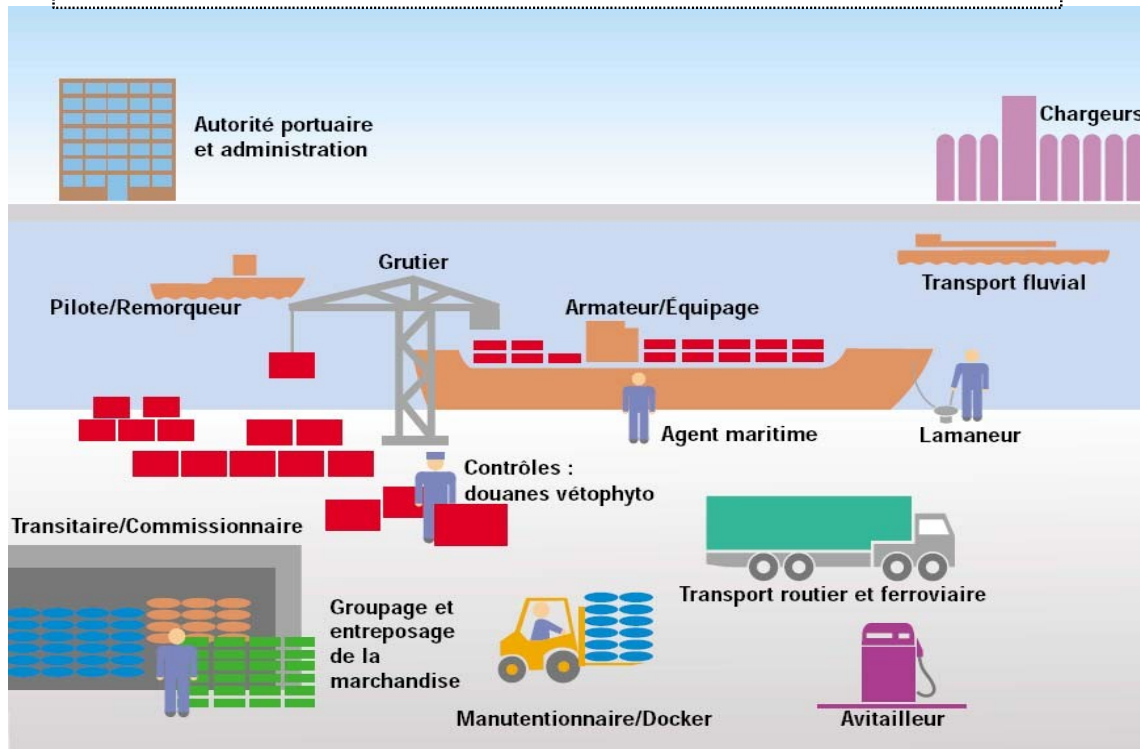 Autorité portuaire
et administration
Chargeurs
Grutier
Pilote/Remorqueur
Armateur/Équipage
Transport fluvial
Agent maritime
Lamaneur
Contrôles :
douanes vétophyto
Transitaire/Commissionnaire
Transport routier et ferroviaire
Groupage et
entreposage
de la
marchandise
Manutentionnaire/Docker
Avitailleur